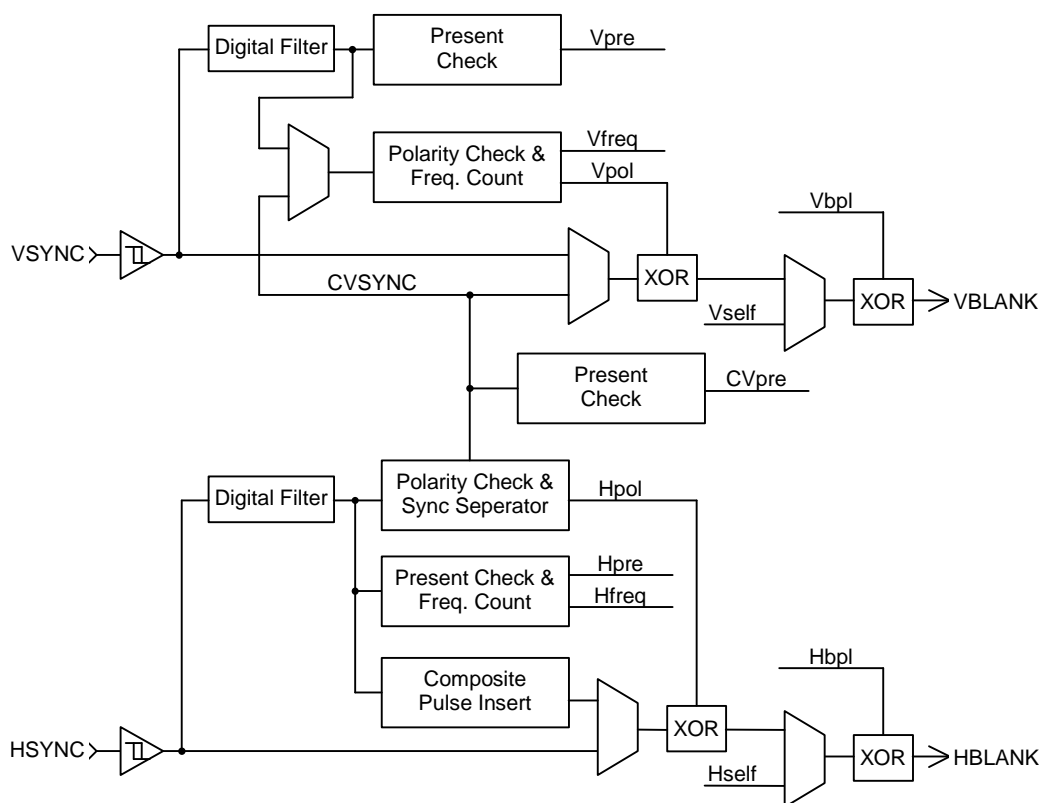 Digital Filter
Present
Check
Vpre
Polarity Check &
Freq. Count
Vfreq
Vpol
Vbpl
VSYNC
CVSYNC
XOR
Vself
XOR
VBLANK
Present
Check
CVpre
Digital Filter
Polarity Check &
Sync Seperator
Hpol
Present Check &
Freq. Count
Hpre
Hfreq
Composite
Pulse Insert
Hbpl
HSYNC
XOR
Hself
XOR
HBLANK